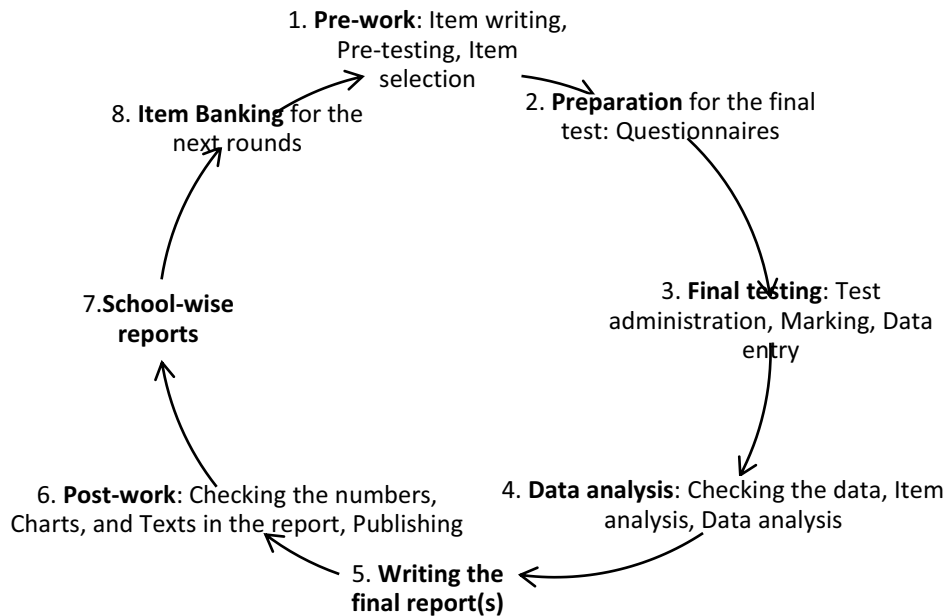 1. Pre-work: Item writing,
Pre-testing, Item
selection
2. Preparation for the final
test: Questionnaires
3. Final testing: Test
administration, Marking, Data
entry
4. Data analysis: Checking the data, Item
analysis, Data analysis
5. Writing the
final report(s)
6. Post-work: Checking the numbers,
Charts, and Texts in the report, Publishing
7.School-wise
reports
8. Item Banking for the
next rounds